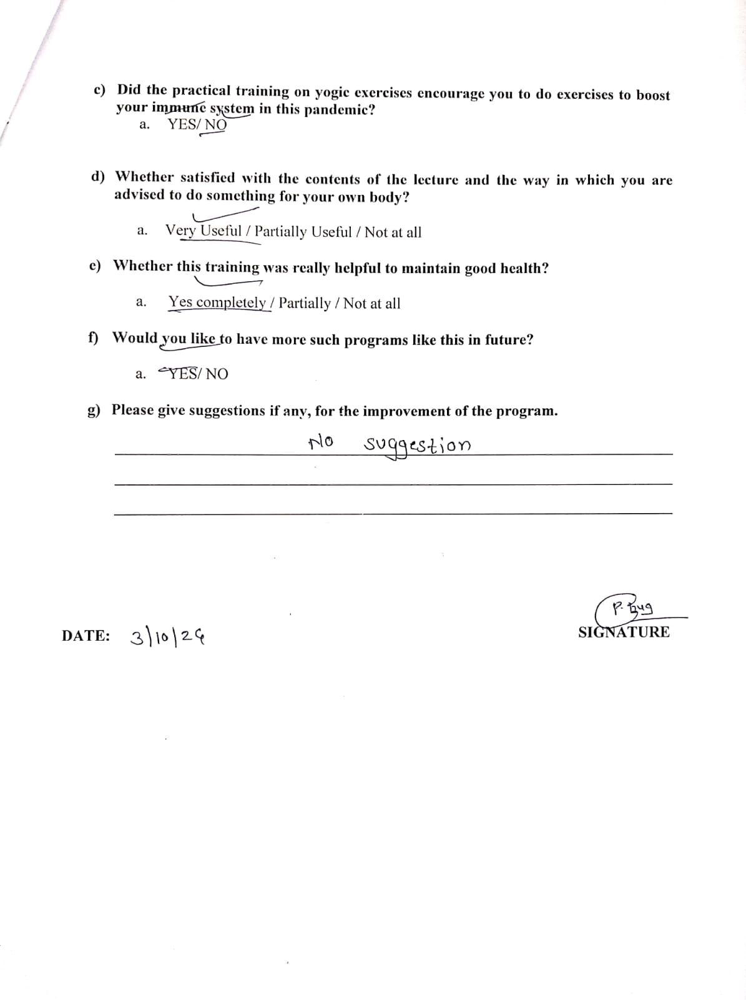 c) Did the practical training on yogic exercises encourage you to do exercises to boost
your immune system in this pandemic?
a. YES/ NO
d) Whether satisfied with the contents of the lecture and the way in which you are
advised to do something for your own body?
a. Very Useful / Partially Useful / Not at all
e) Whether this training was really helpful to maintain good health?
a. Yes completely / Partially / Not at all
f) Would you like to have more such programs like this in future?
a. YES/ NO
g) Please give suggestions if any, for the improvement of the program.
No suggestion
DATE: 3/10/24
SIGNATURE